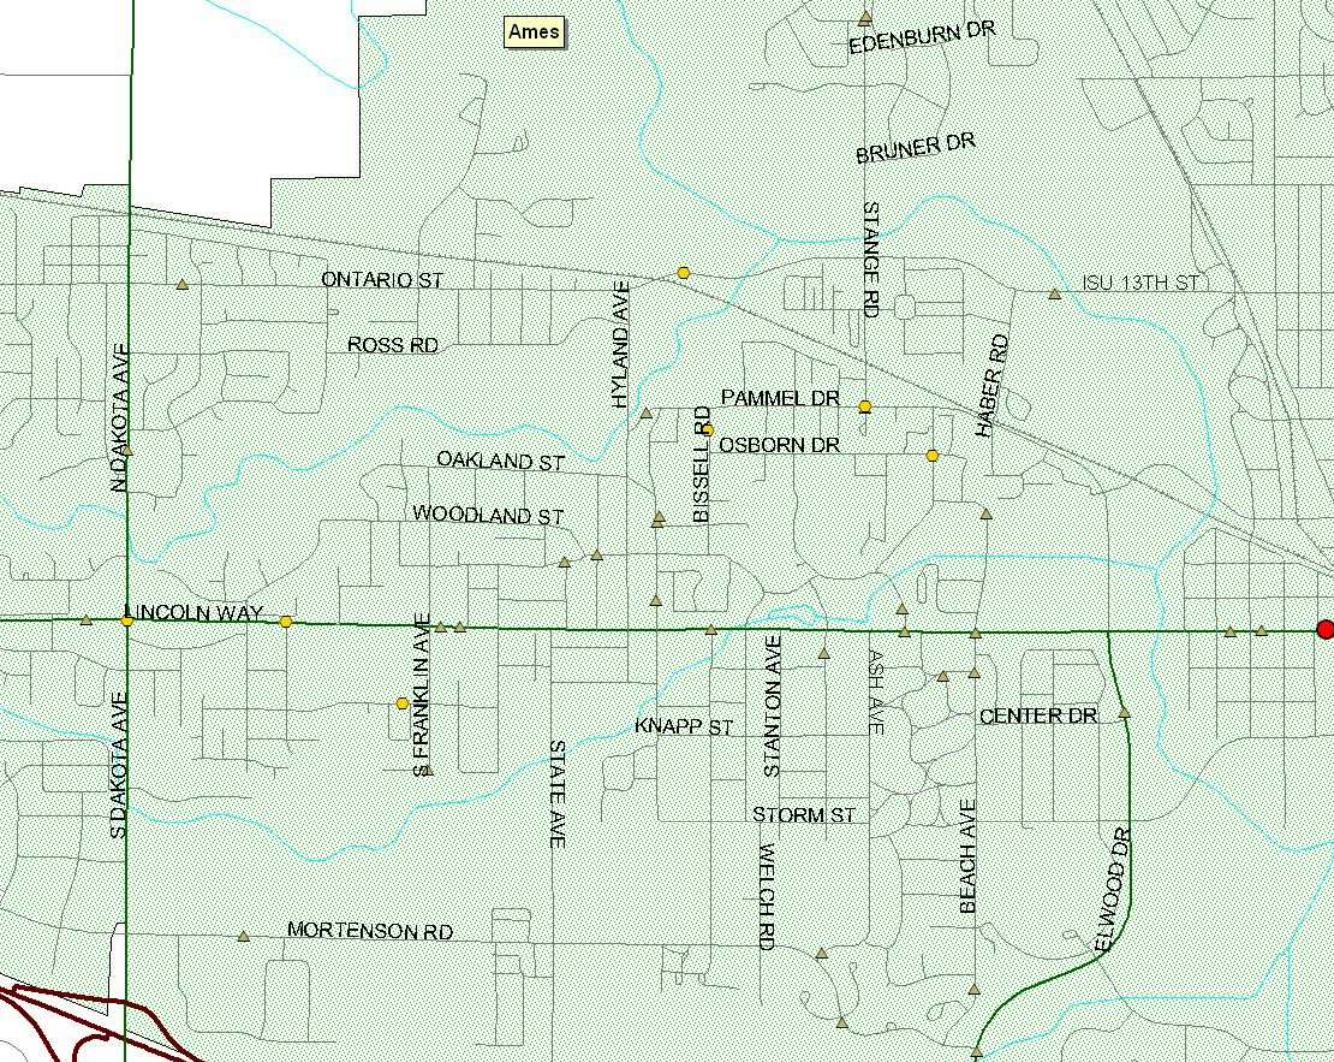 Ames
EDENBURN DR
BRUNER DR
STANGE RD
ONTARIO ST
ISU 13TH ST
HYLAND AVE
ROSS RD
N DAKOTA AVE
HABER RD
PAMMEL DR
BISSELL RD
OSBORN DR
OAKLAND ST
WOODLAND ST
LINCOLN WAY
S FRANKLIN AVE
STANTON AVE
ASH AVE
S DAKOTA AVE
KNAPP ST
CENTER DR
STATE AVE
STORM ST
BEACH AVE
ELWOOD DR
WELCH RD
MORTENSON RD